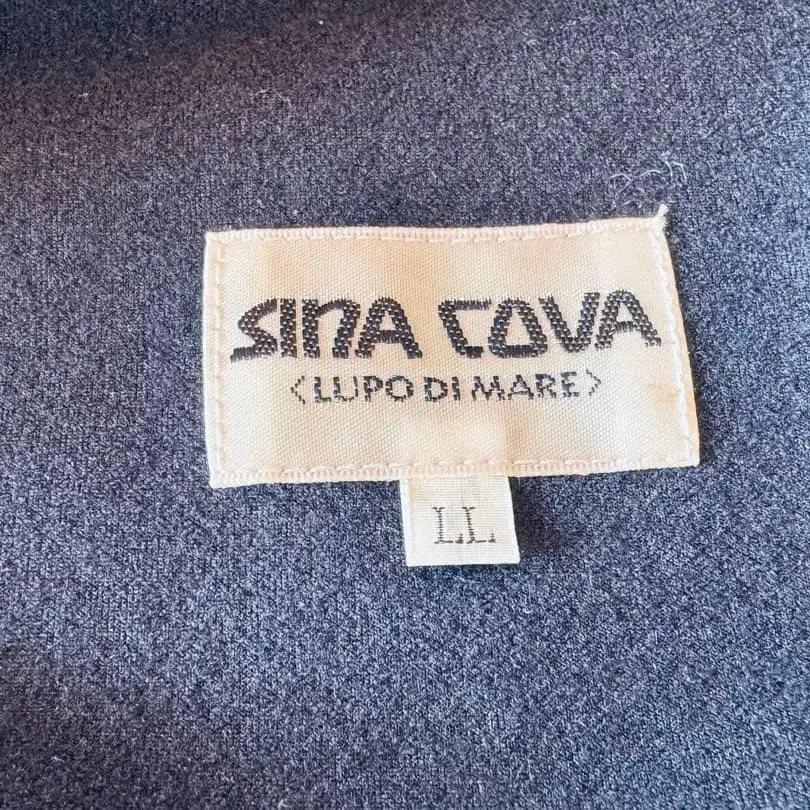 SINA COVA
〈LUPO DI MARE〉
LL